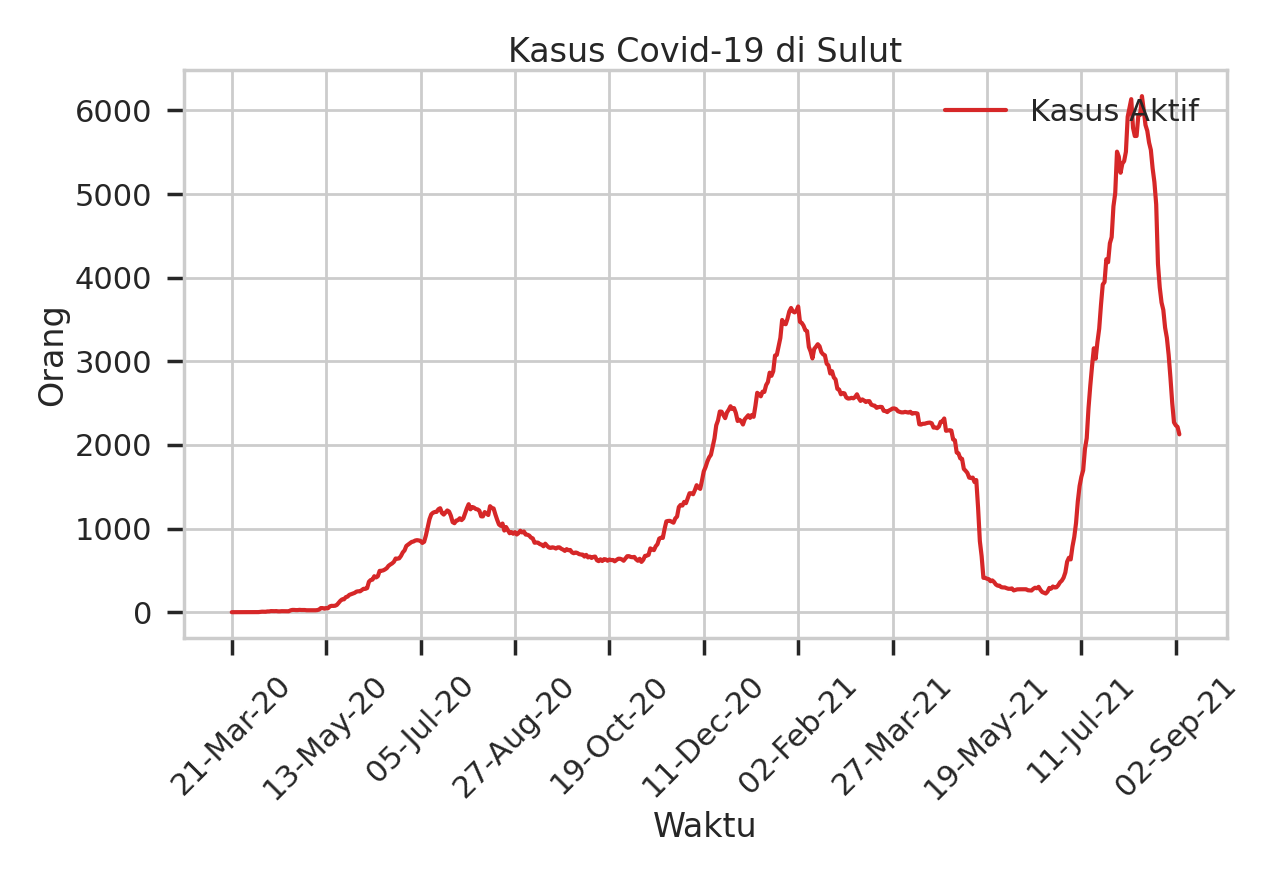 Kasus Covid-19 di Sulut
Kasus Aktif
Orang
6000
5000
4000
3000
2000
1000
0
21-Mar-20
13-May-20
05-Jul-20
27-Aug-20
19-Oct-20
11-Dec-20
02-Feb-21
27-Mar-21
19-May-21
11-Jul-21
02-Sep-21
Waktu